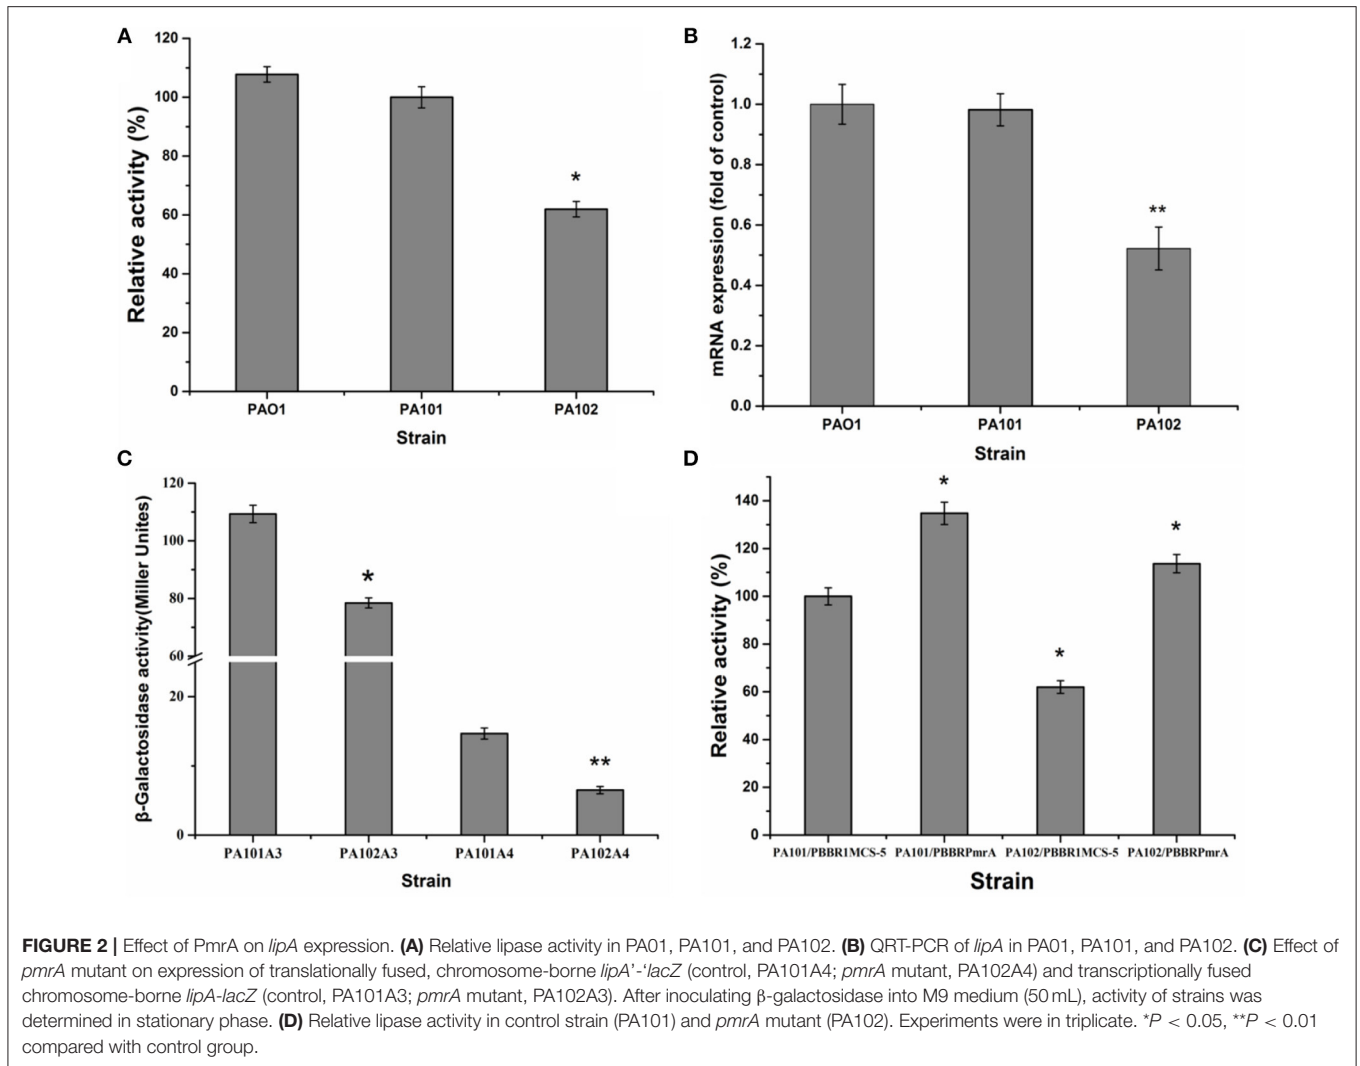 A
120
100
80
60
40
20
0
Relative activity (%)
*
PAO1 PA101 PA102
Strain
B
1.2
1.0
0.8
0.6
0.4
0.2
0.0
mRNA expression (fold of control)
**
PAO1 PA101 PA102
Strain
C
120
100
80
60
20
0
β-Galactosidase activity(Miller Unites)
*
**
PA101A3 PA102A3 PA101A4 PA102A4
Strain
D
140
120
100
80
60
40
20
0
Relative activity (%)
*
*
*
PA101/PBBR1MCS-5 PA101/PBBRPmrA PA102/PBBR1MCS-5 PA102/PBBRPmrA
Strain
FIGURE 2 | Effect of PmrA on lipA expression. (A) Relative lipase activity in PA01, PA101, and PA102. (B) QRT-PCR of lipA in PA01, PA101, and PA102. (C) Effect of
pmrA mutant on expression of translationally fused, chromosome-borne lipA’-‘lacZ (control, PA101A4; pmrA mutant, PA102A4) and transcriptionally fused
chromosome-borne lipA-lacZ (control, PA101A3; pmrA mutant, PA102A3). After inoculating β-galactosidase into M9 medium (50 mL), activity of strains was
determined in stationary phase. (D) Relative lipase activity in control strain (PA101) and pmrA mutant (PA102). Experiments were in triplicate. *P < 0.05, **P < 0.01
compared with control group.